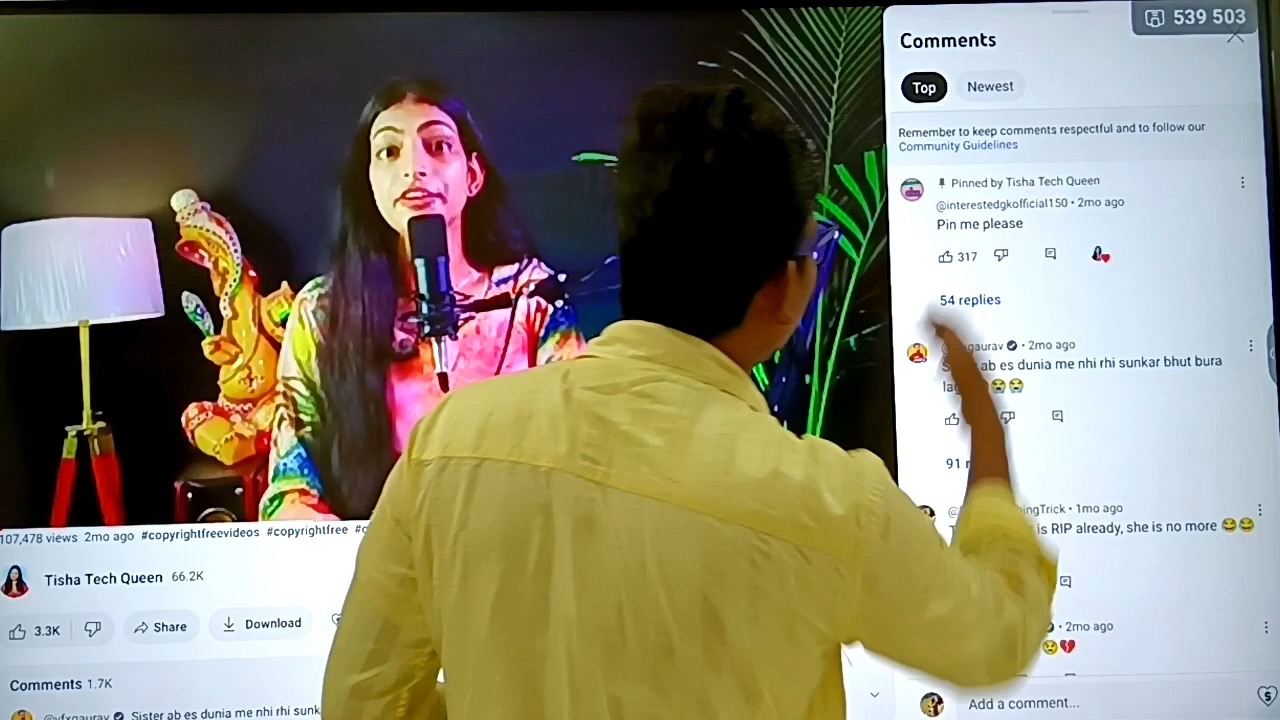 539 503
Comments
Top Newest
Remember to keep comments respectful and to follow our
Community Guidelines
Pinned by Tisha Tech Queen
@interestedgkofficial150 • 2mo ago
Pin me please
317
54 replies
gaurav • 2mo ago
ab es dunia me nhi rhi sunkar bhut bura
91
ingTrick • 1mo ago
is RIP already, she is no more
• 2mo ago
Add a comment...
107,478 views 2mo ago #copyrightfreevideos #copyrightfree
Tisha Tech Queen 66.2K
3.3K Share Download
Comments 1.7K
@vfxgaurav Sister ab es dunia me nhi rhi sunk